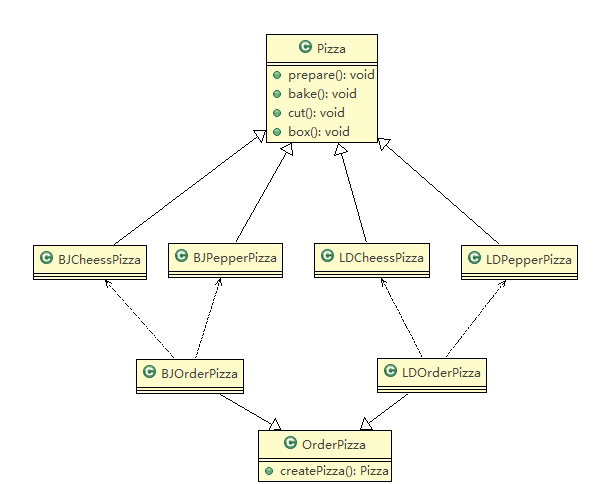 Pizza
prepare(): void
bake(): void
cut(): void
box(): void
BJCheessPizza
BJPepperPizza
LDCheessPizza
LDPepperPizza
BJOrderPizza
LDOrderPizza
OrderPizza
createPizza(): Pizza